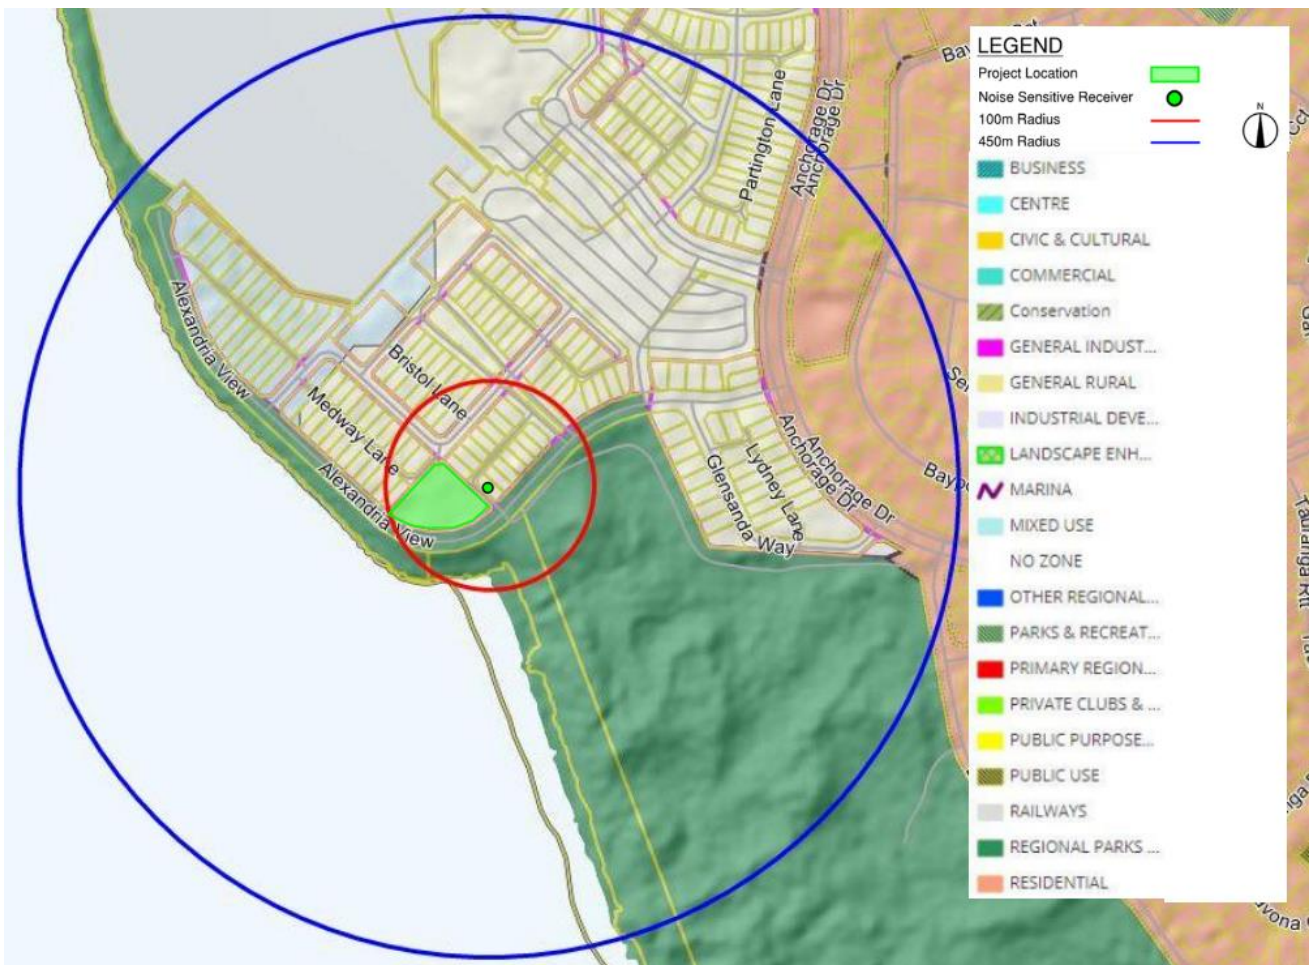 LEGEND
Project Location
Noise Sensitive Receiver
100m Radius
450m Radius
N
BUSINESS
CENTRE
CIVIC & CULTURAL
COMMERCIAL
Conservation
GENERAL INDUST...
GENERAL RURAL
INDUSTRIAL DEVE...
LANDSCAPE ENH...
MARINA
MIXED USE
NO ZONE
OTHER REGIONAL...
PARKS & RECREAT...
PRIMARY REGION...
PRIVATE CLUBS & ...
PUBLIC PURPOSE...
PUBLIC USE
RAILWAYS
REGIONAL PARKS ...
RESIDENTIAL
Partington Lane
Anchorage Dr
Anchorage Dr
Alexandria View
Bristol Lane
Medway Lane
Alexandria View
Anchorage Dr
Anchorage Dr
Lydney Lane
Glensanda Way